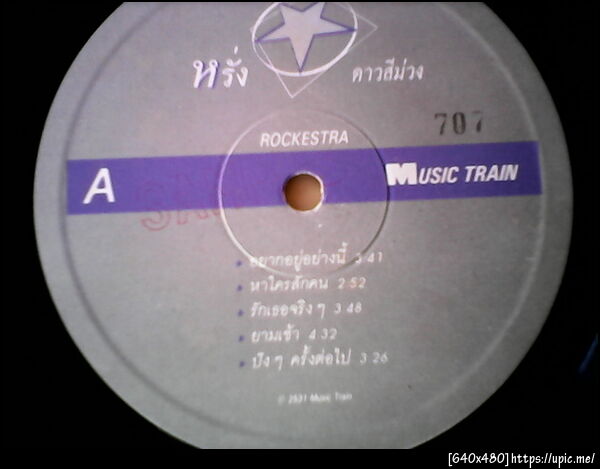 หรั่ง
ดาวสีม่วง
707
ROCKESTRA
A
MUSIC TRAIN
อยากอยู่อย่างนี้ 3.41
หาใครสักคน 2:52
รักเธอจริงๆ 3 48
ยามเช้า 4 32
ปังๆ ครั้งต่อไป 3 26
© 2531 Music Train
[640x480]https://upic.me/